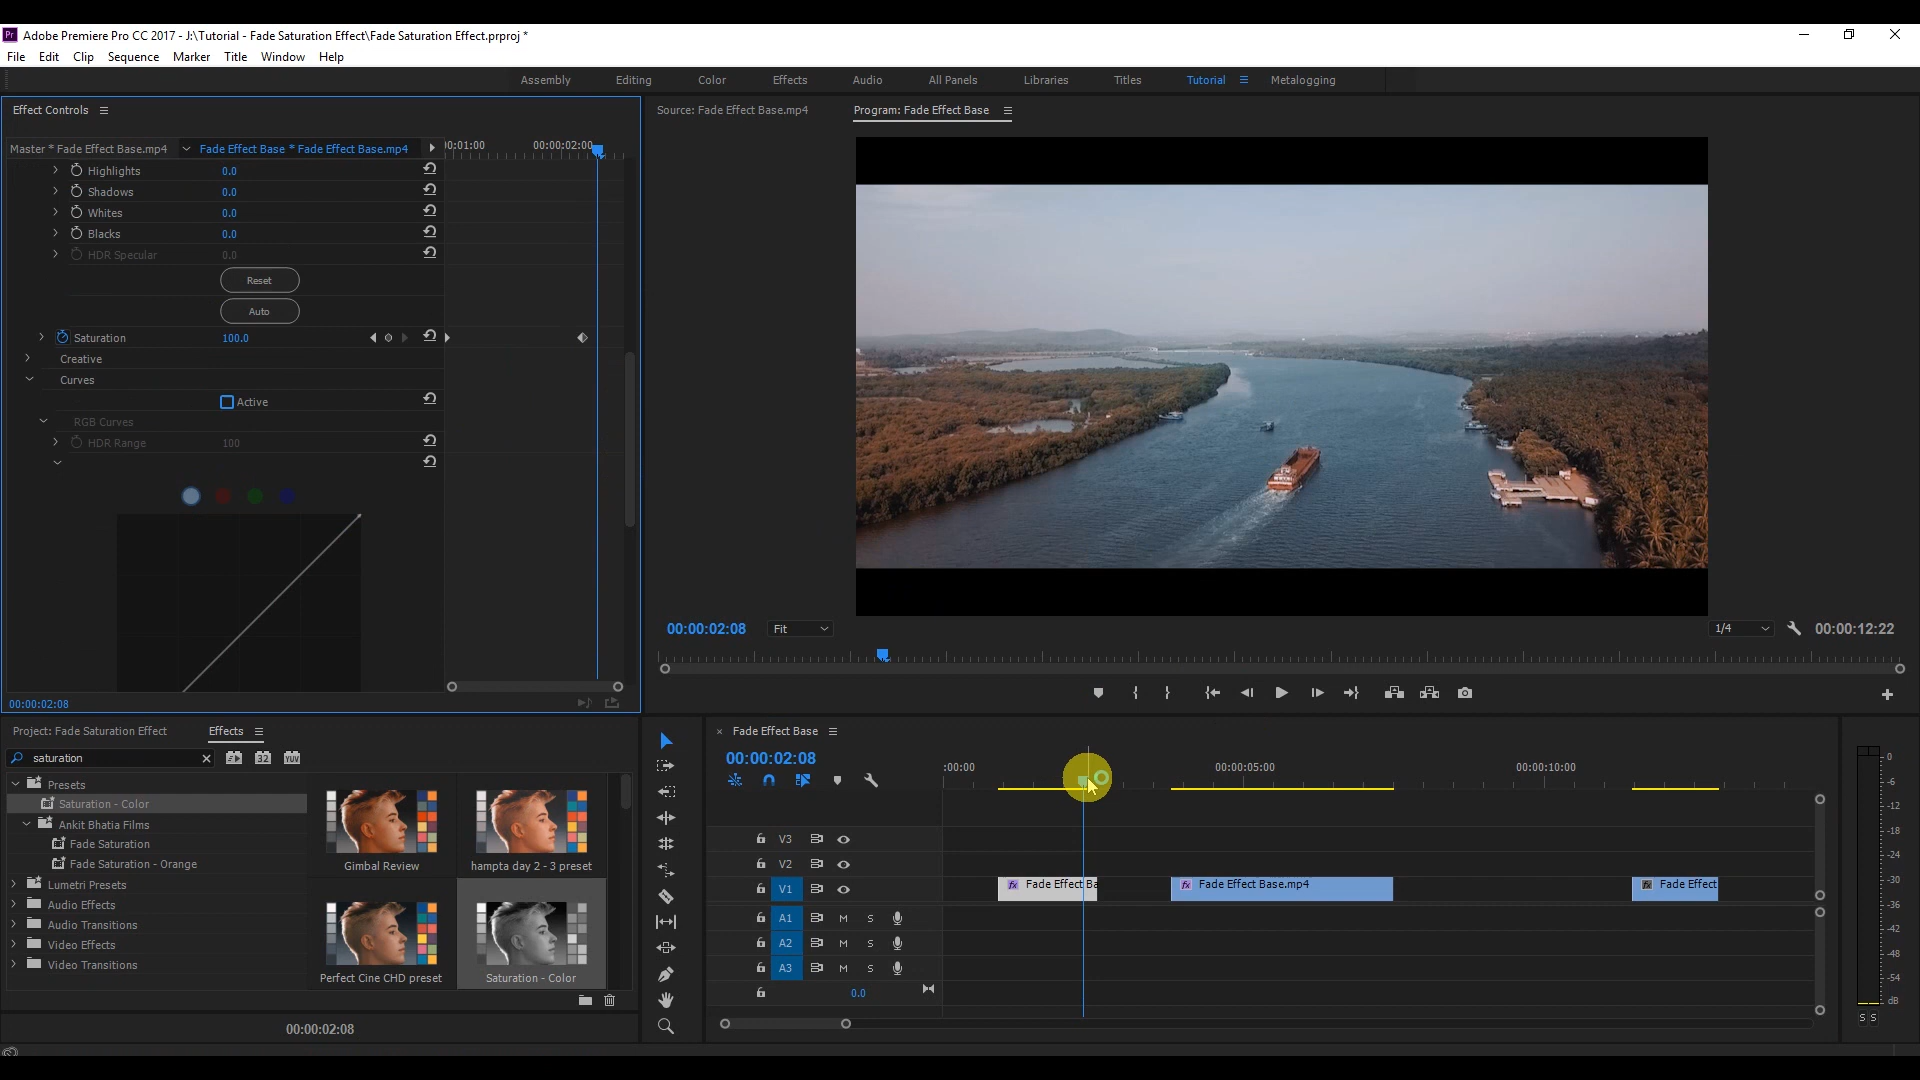 Adobe Premiere Pro CC 2017 - J:\Tutorial - Fade Saturation Effect\Fade Saturation Effect.prproj *
File Edit Clip Sequence Marker Title Window Help
Assembly Editing Color Effects Audio All Panels Libraries Titles Tutorial Metalogging
Effect Controls
Master * Fade Effect Base.mp4 Fade Effect Base * Fade Effect Base.mp4
00:01:00 00:00:02:00
Highlights 0.0
Shadows 0.0
Whites 0.0
Blacks 0.0
HDR Specular 0.0
Reset
Auto
Saturation 100.0
Creative
Curves
Active
RGB Curves
HDR Range 100
00:00:02:08
Source: Fade Effect Base.mp4 Program: Fade Effect Base
00:00:02:08 Fit 1/4 00:00:12:22
Project: Fade Saturation Effect Effects
saturation 32 YUV
Presets
Saturation - Color
Ankit Bhatia Films
Fade Saturation
Fade Saturation - Orange
Lumetri Presets
Audio Effects
Audio Transitions
Video Effects
Video Transitions
Gimbal Review
hampta day 2 - 3 preset
Perfect Cine CHD preset
Saturation - Color
00:00:02:08
× Fade Effect Base
00:00:02:08
:00:00 00:00:05:00 00:00:10:00
V3
V2
V1 fx Fade Effect Ba fx Fade Effect Base.mp4 fx Fade Effect
A1 M S
A2 M S
A3 M S
0.0
0
-6
-12
-18
-24
-30
-36
-42
-48
-54
dB
S S